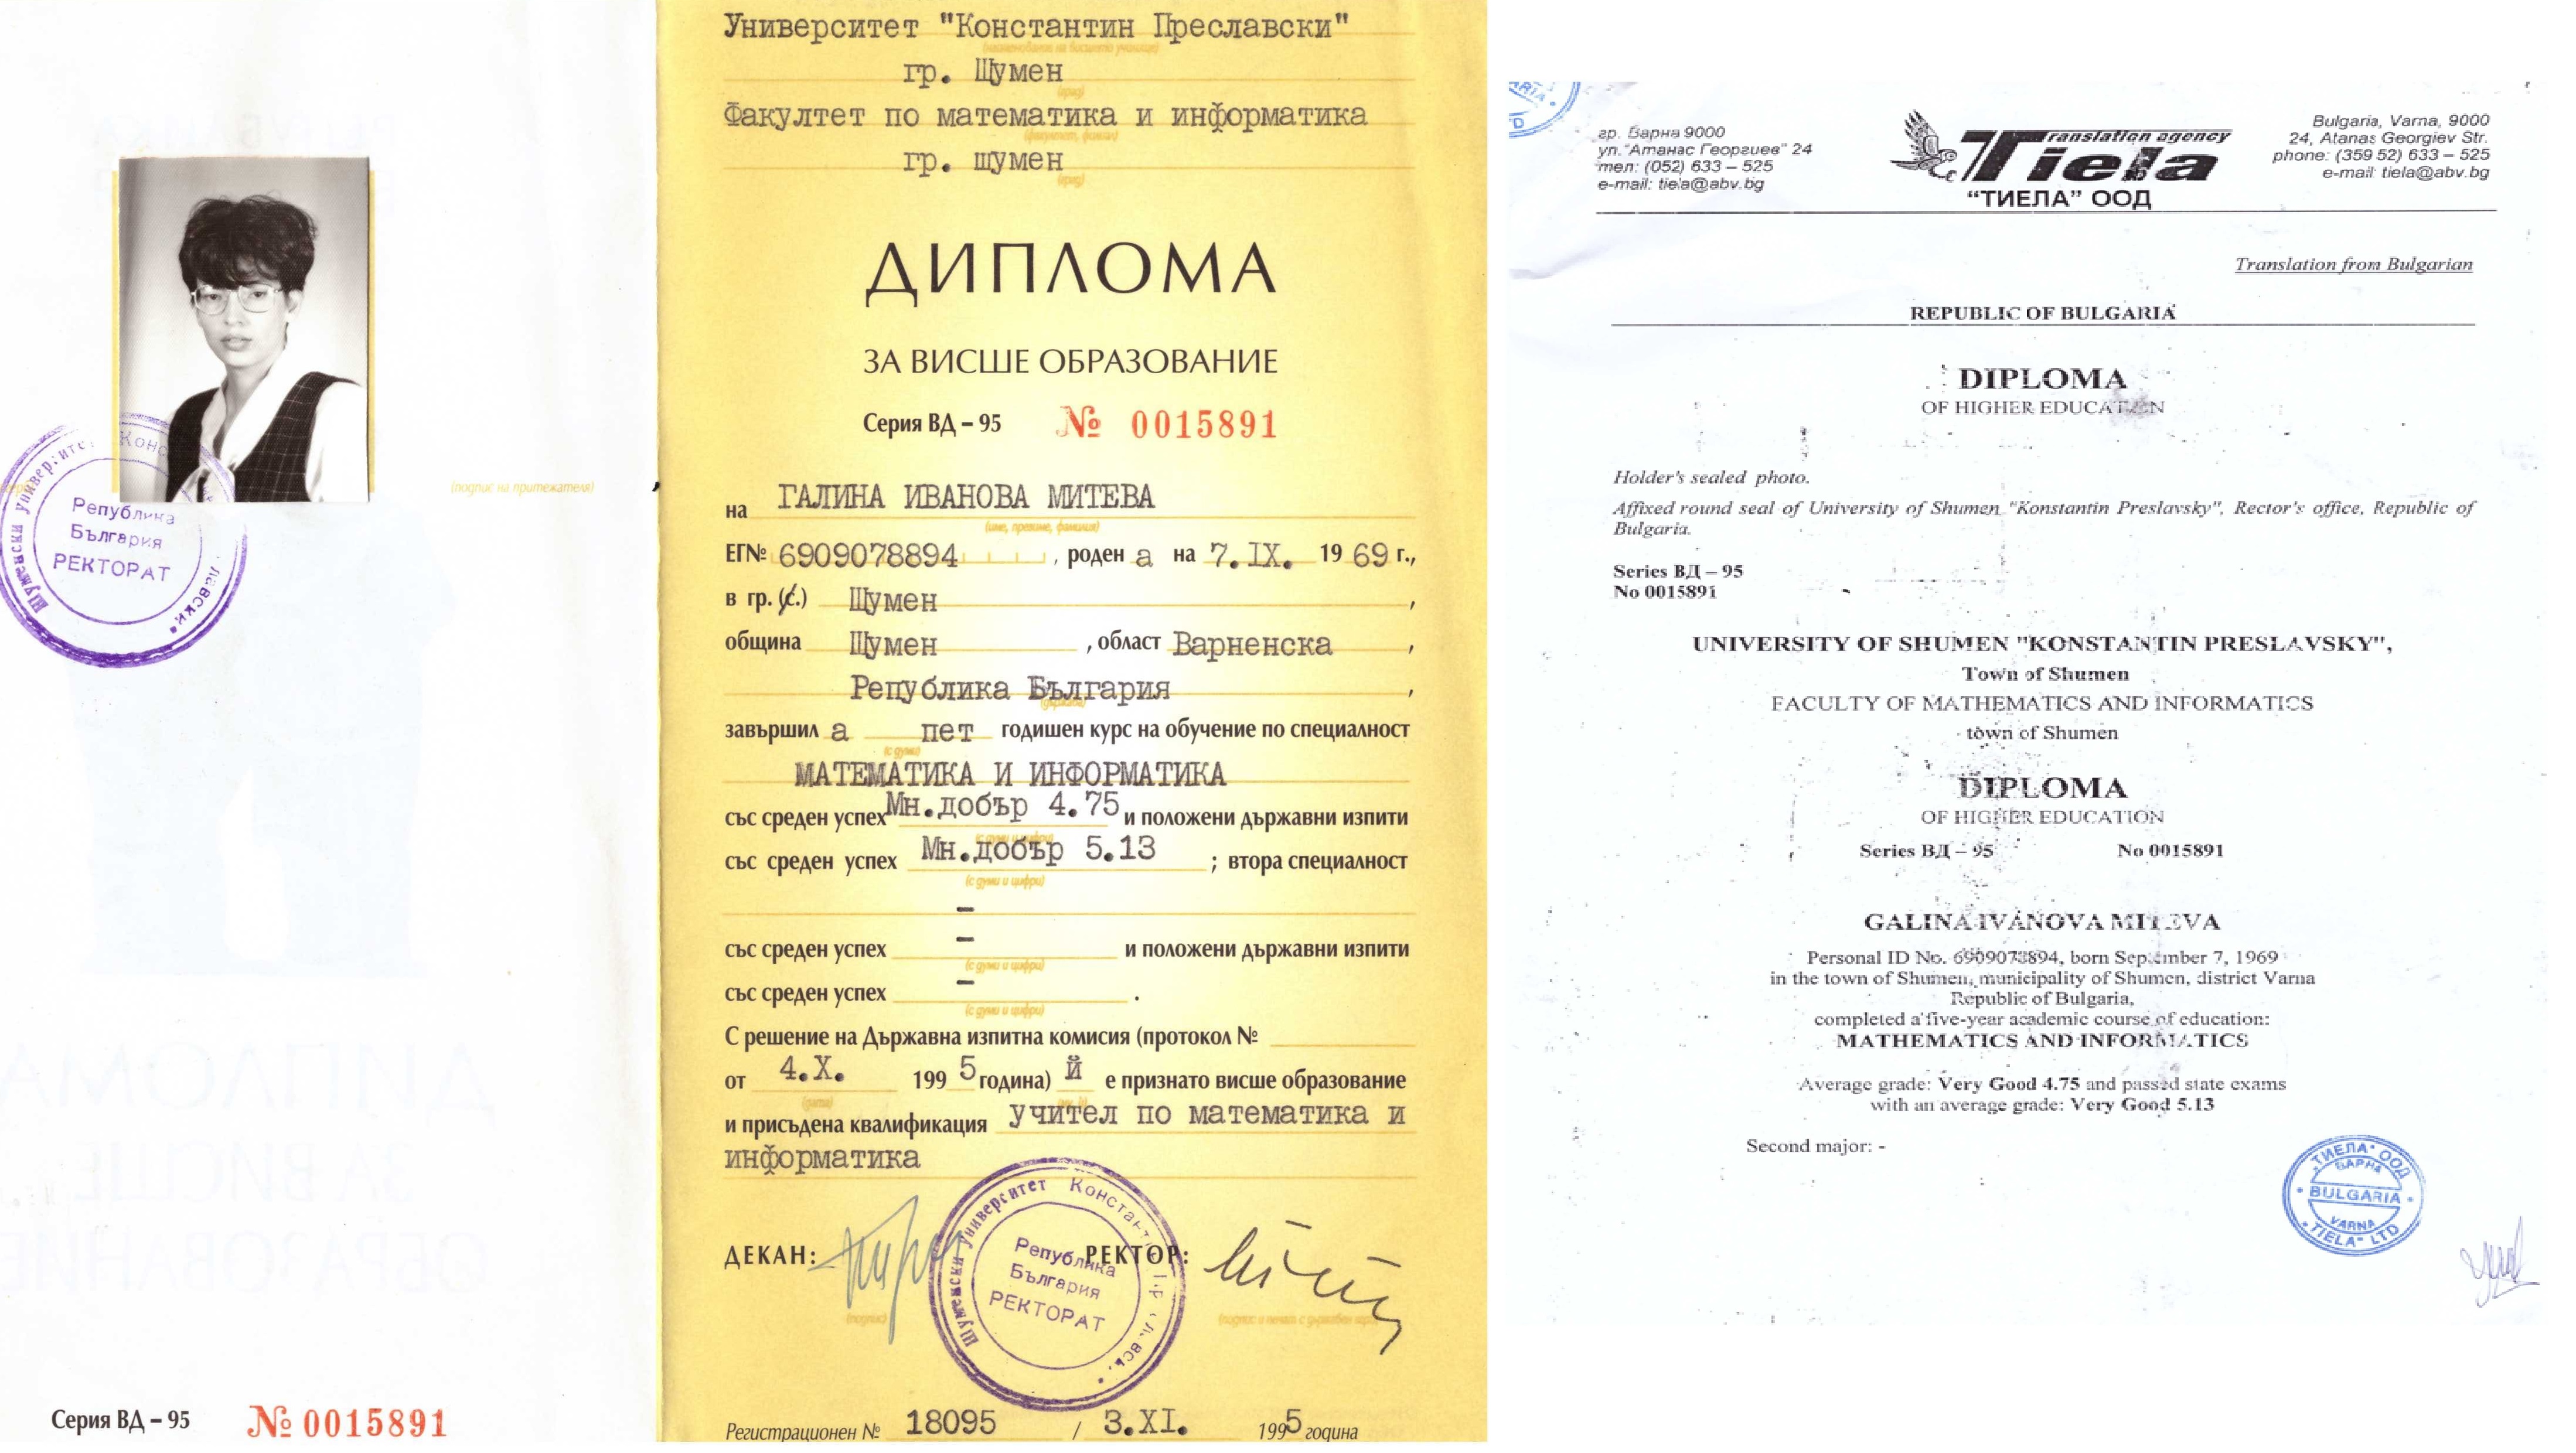 (подпис на притежателя)
Република
България
РЕКТОРАТ
Серия ВД – 95 № 0015891
Университет "Константин Преславски"
(наименование на висшето училище)
гр. Шумен
(град)
Факултет по математика и информатика
(факултет, филиал)
гр. шумен
(град)
ДИПЛОМА
ЗА ВИСШЕ ОБРАЗОВАНИЕ
Серия ВД – 95 № 0015891
на ГАЛИНА ИВАНОВА МИТЕВА
(име, презиме, фамилия)
ЕГ№ 6909078894, роден а на 7.IX. 19 69 г.,
в гр. (с.) Шумен,
община Шумен, област Варненска,
Република България,
(държава)
завършил а пет годишен курс на обучение по специалност
(с думи)
МАТЕМАТИКА И ИНФОРМАТИКА
със среден успех Мн.добър 4.75 и положени държавни изпити
(с думи и цифри)
със среден успех Мн.добър 5.13 ; втора специалност
(с думи и цифри)
–
със среден успех – и положени държавни изпити
(с думи и цифри)
със среден успех – .
(с думи и цифри)
С решение на Държавна изпитна комисия (протокол №
от 4.X. 199 5 година) й е признато висше образование
(дата)
и присъдена квалификация учител по математика и
информатика
ДЕКАН: РЕКТОР:
(подпис)
Шуменски университет
Република
България
РЕКТОРАТ
Регистрационен № 18095 / 3.XI. 1995 година
гр. Варна 9000
ул."Атанас Георгиев" 24
тел: (052) 633 – 525
e-mail: tiela@abv.bg
Translation agency
Tiela
"ТИЕЛА" ООД
Bulgaria, Varna, 9000
24, Atanas Georgiev Str.
phone: (359 52) 633 – 525
e-mail: tiela@abv.bg
Translation from Bulgarian
REPUBLIC OF BULGARIA
DIPLOMA
OF HIGHER EDUCATION
Holder's sealed photo.
Affixed round seal of University of Shumen "Konstantin Preslavsky", Rector's office, Republic of
Bulgaria.
Series ВД – 95
No 0015891
UNIVERSITY OF SHUMEN "KONSTANTIN PRESLAVSKY",
Town of Shumen
FACULTY OF MATHEMATICS AND INFORMATICS
town of Shumen
DIPLOMA
OF HIGHER EDUCATION
Series ВД – 95 No 0015891
GALINA IVANOVA MITEVA
Personal ID No. 6909078894, born September 7, 1969
in the town of Shumen, municipality of Shumen, district Varna
Republic of Bulgaria,
completed a five-year academic course of education:
MATHEMATICS AND INFORMATICS
Average grade: Very Good 4.75 and passed state exams
with an average grade: Very Good 5.13
Second major: -
"ТИЕЛА" ООД
ВАРНА
BULGARIA
VARNA
"TIELA" LTD